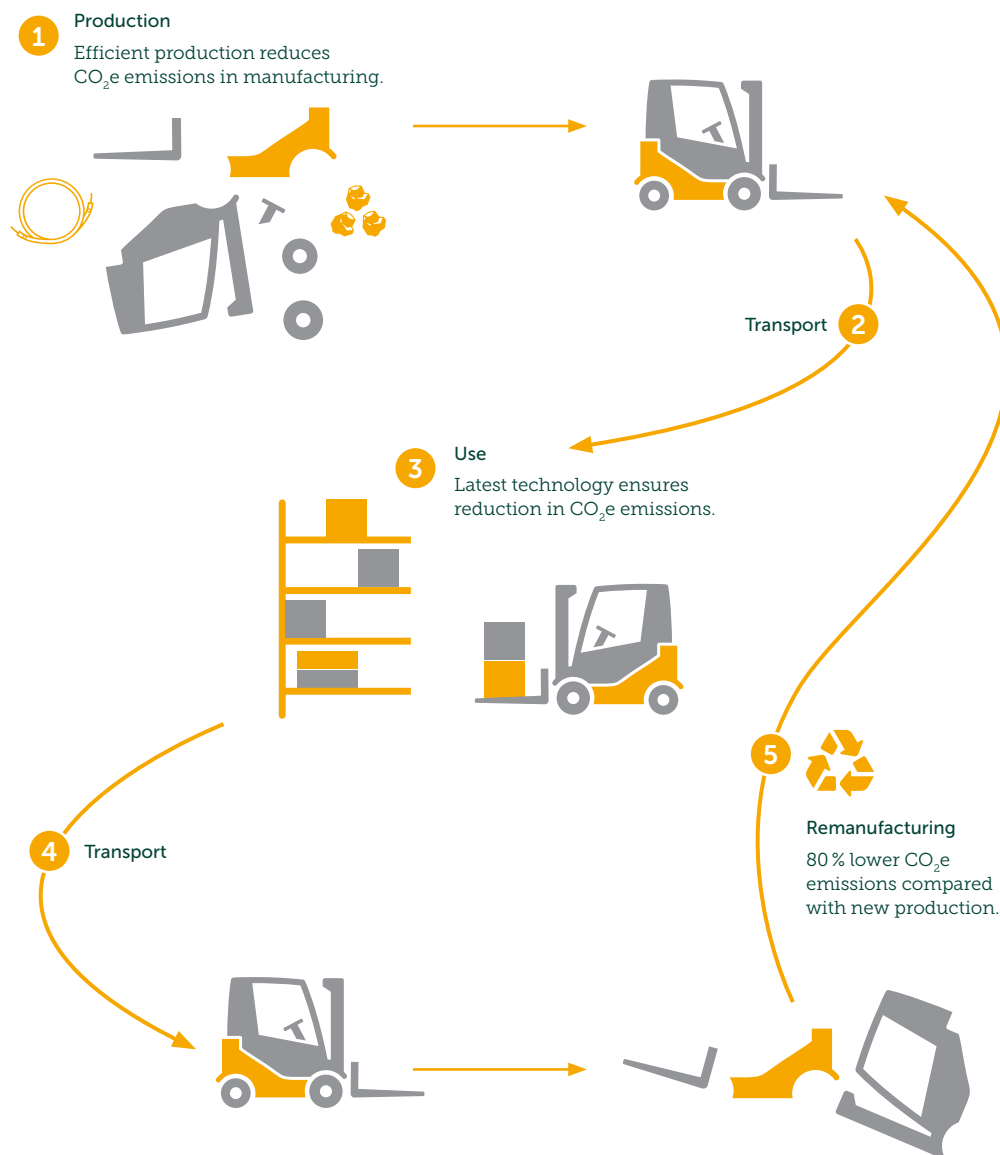 1
Production
Efficient production reduces
CO₂e emissions in manufacturing.
Transport
2
3
Use
Latest technology ensures
reduction in CO₂e emissions.
5
4
Transport
Remanufacturing
80 % lower CO₂e
emissions compared
with new production.